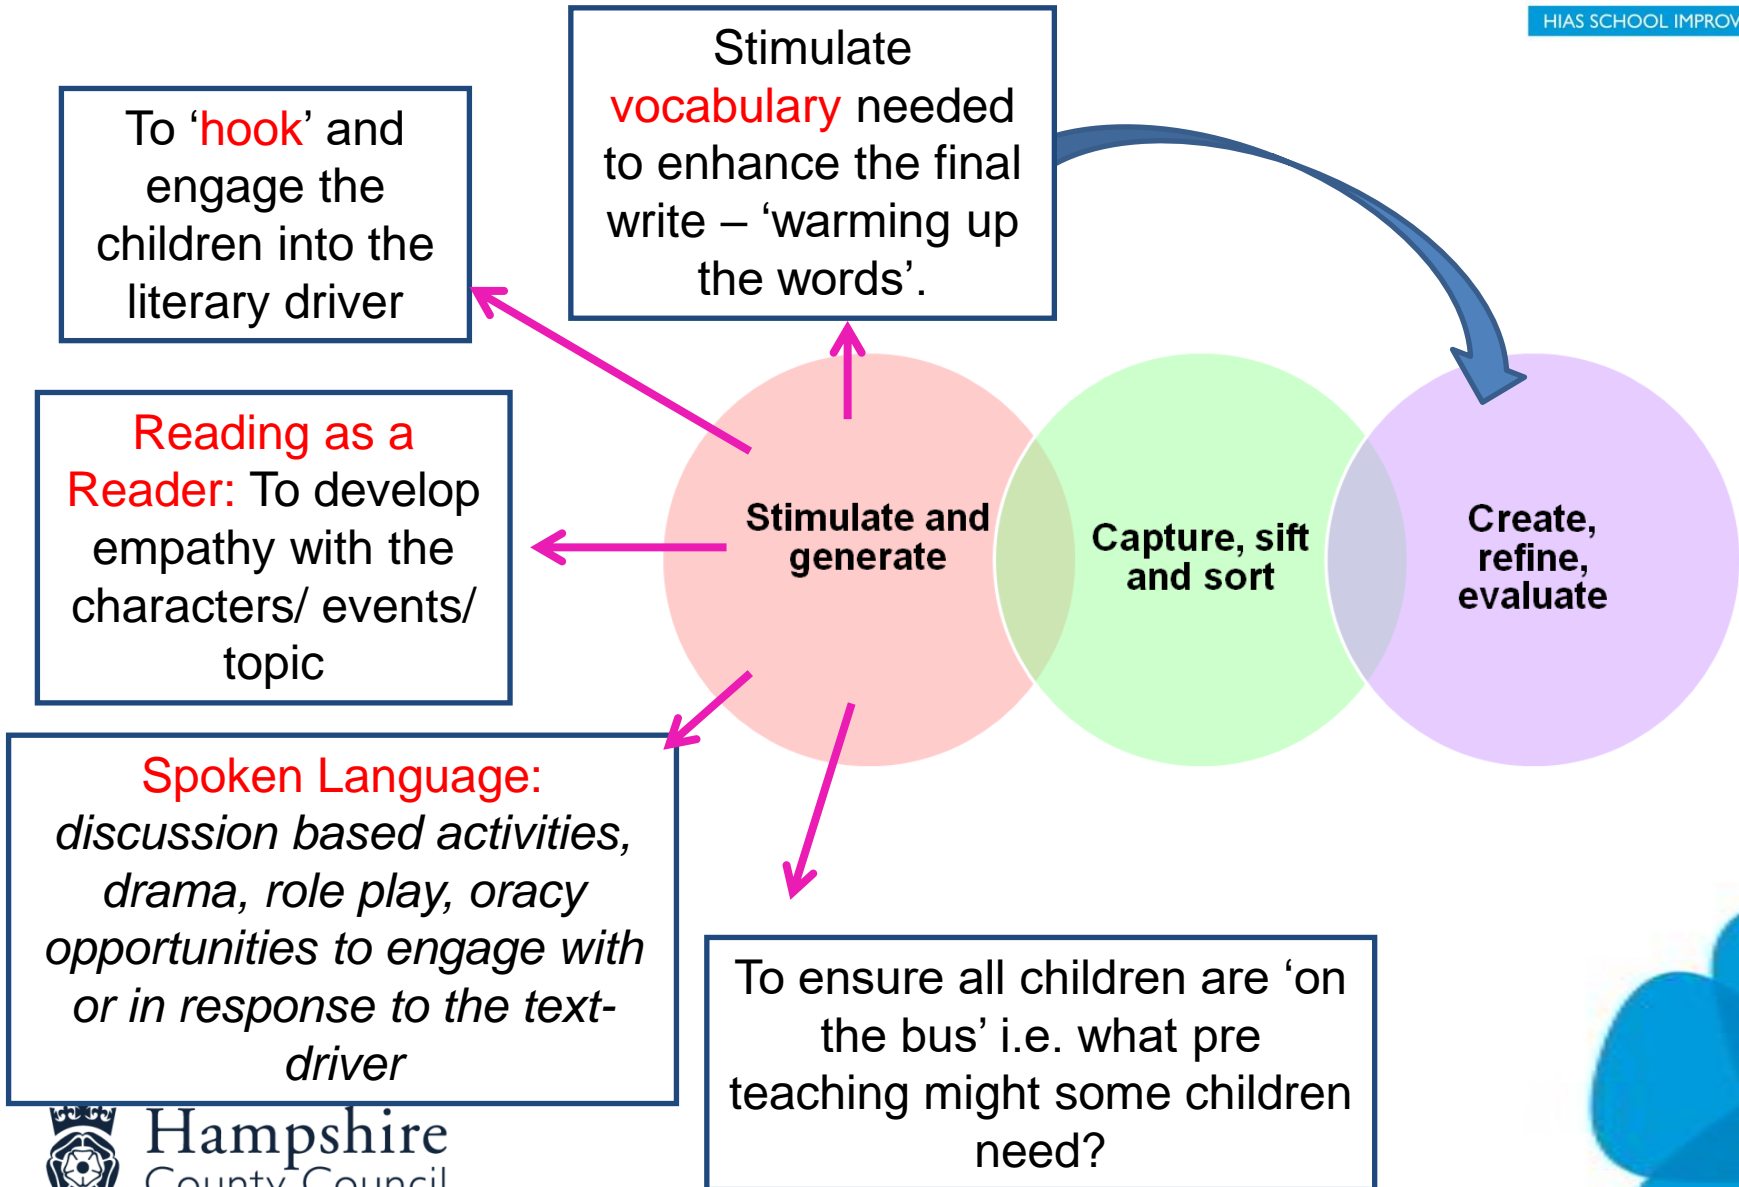 HIAS SCHOOL IMPROV
To ‘hook’ and
engage the
children into the
literary driver
Stimulate
vocabulary needed
to enhance the final
write – ‘warming up
the words’.
Reading as a
Reader: To develop
empathy with the
characters/ events/
topic
Stimulate and
generate
Capture, sift
and sort
Create,
refine,
evaluate
Spoken Language:
discussion based activities,
drama, role play, oracy
opportunities to engage with
or in response to the text-
driver
To ensure all children are ‘on
the bus’ i.e. what pre
teaching might some children
need?
Hampshire
County Council